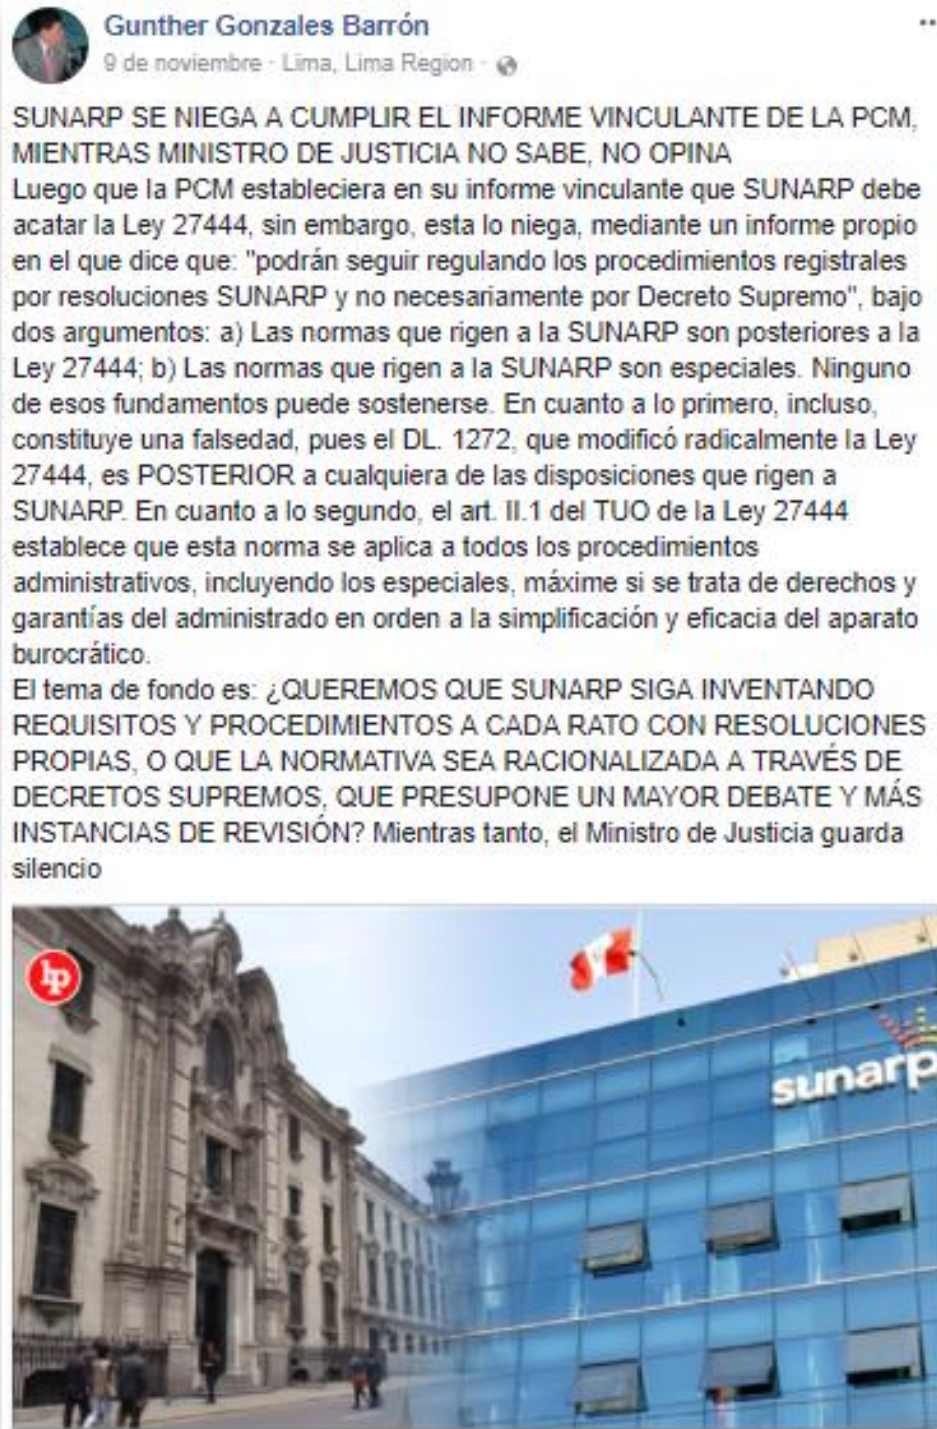 Gunther Gonzales Barrón
9 de noviembre · Lima, Lima Region ·
SUNARP SE NIEGA A CUMPLIR EL INFORME VINCULANTE DE LA PCM,
MIENTRAS MINISTRO DE JUSTICIA NO SABE, NO OPINA
Luego que la PCM estableciera en su informe vinculante que SUNARP debe
acatar la Ley 27444, sin embargo, esta lo niega, mediante un informe propio
en el que dice que: "podrán seguir regulando los procedimientos registrales
por resoluciones SUNARP y no necesariamente por Decreto Supremo", bajo
dos argumentos: a) Las normas que rigen a la SUNARP son posteriores a la
Ley 27444; b) Las normas que rigen a la SUNARP son especiales. Ninguno
de esos fundamentos puede sostenerse. En cuanto a lo primero, incluso,
constituye una falsedad, pues el DL. 1272, que modificó radicalmente la Ley
27444, es POSTERIOR a cualquiera de las disposiciones que rigen a
SUNARP. En cuanto a lo segundo, el art. II.1 del TUO de la Ley 27444
establece que esta norma se aplica a todos los procedimientos
administrativos, incluyendo los especiales, máxime si se trata de derechos y
garantías del administrado en orden a la simplificación y eficacia del aparato
burocrático.
El tema de fondo es: ¿QUEREMOS QUE SUNARP SIGA INVENTANDO
REQUISITOS Y PROCEDIMIENTOS A CADA RATO CON RESOLUCIONES
PROPIAS, O QUE LA NORMATIVA SEA RACIONALIZADA A TRAVÉS DE
DECRETOS SUPREMOS, QUE PRESUPONE UN MAYOR DEBATE Y MÁS
INSTANCIAS DE REVISIÓN? Mientras tanto, el Ministro de Justicia guarda
silencio
lp
sunarp